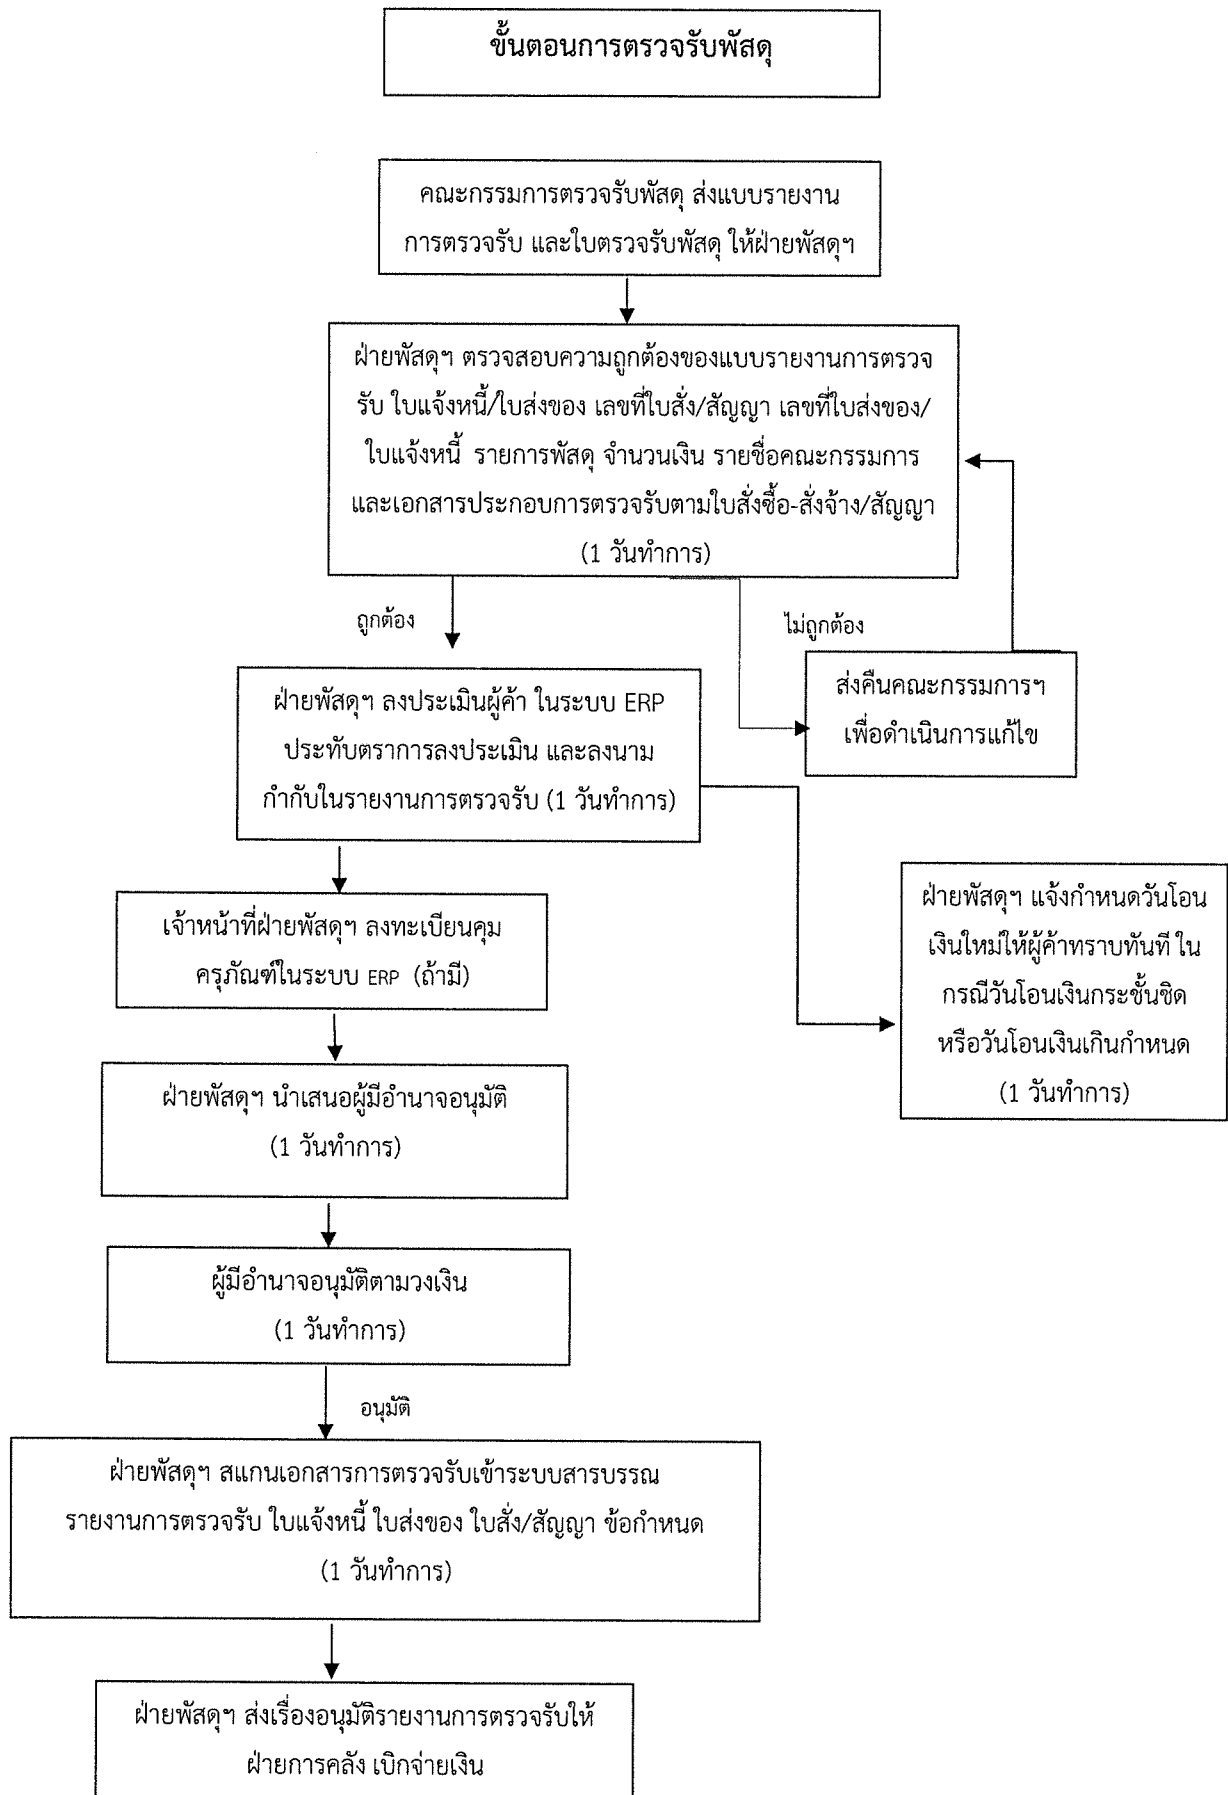 ขั้นตอนการตรวจรับพัสดุ
คณะกรรมการตรวจรับพัสดุ ส่งแบบรายงาน
การตรวจรับ และใบตรวจรับพัสดุ ให้ฝ่ายพัสดุฯ
ฝ่ายพัสดุฯ ตรวจสอบความถูกต้องของแบบรายงานการตรวจ
รับ ใบแจ้งหนี้/ใบส่งของ เลขที่ใบสั่ง/สัญญา เลขที่ใบส่งของ/
ใบแจ้งหนี้ รายการพัสดุ จำนวนเงิน รายชื่อคณะกรรมการ
และเอกสารประกอบการตรวจรับตามใบสั่งซื้อ-สั่งจ้าง/สัญญา
(1 วันทำการ)
ถูกต้อง
ไม่ถูกต้อง
ส่งคืนคณะกรรมการฯ
เพื่อดำเนินการแก้ไข
ฝ่ายพัสดุฯ ลงประเมินผู้ค้า ในระบบ ERP
ประทับตราการลงประเมิน และลงนาม
กำกับในรายงานการตรวจรับ (1 วันทำการ)
ฝ่ายพัสดุฯ แจ้งกำหนดวันโอน
เงินใหม่ให้ผู้ค้าทราบทันที ใน
กรณีวันโอนเงินกระชั้นชิด
หรือวันโอนเงินเกินกำหนด
(1 วันทำการ)
เจ้าหน้าที่ฝ่ายพัสดุฯ ลงทะเบียนคุม
ครุภัณฑ์ในระบบ ERP (ถ้ามี)
ฝ่ายพัสดุฯ นำเสนอผู้มีอำนาจอนุมัติ
(1 วันทำการ)
ผู้มีอำนาจอนุมัติตามวงเงิน
(1 วันทำการ)
อนุมัติ
ฝ่ายพัสดุฯ สแกนเอกสารการตรวจรับเข้าระบบสารบรรณ
รายงานการตรวจรับ ใบแจ้งหนี้ ใบส่งของ ใบสั่ง/สัญญา ข้อกำหนด
(1 วันทำการ)
ฝ่ายพัสดุฯ ส่งเรื่องอนุมัติรายงานการตรวจรับให้
ฝ่ายการคลัง เบิกจ่ายเงิน